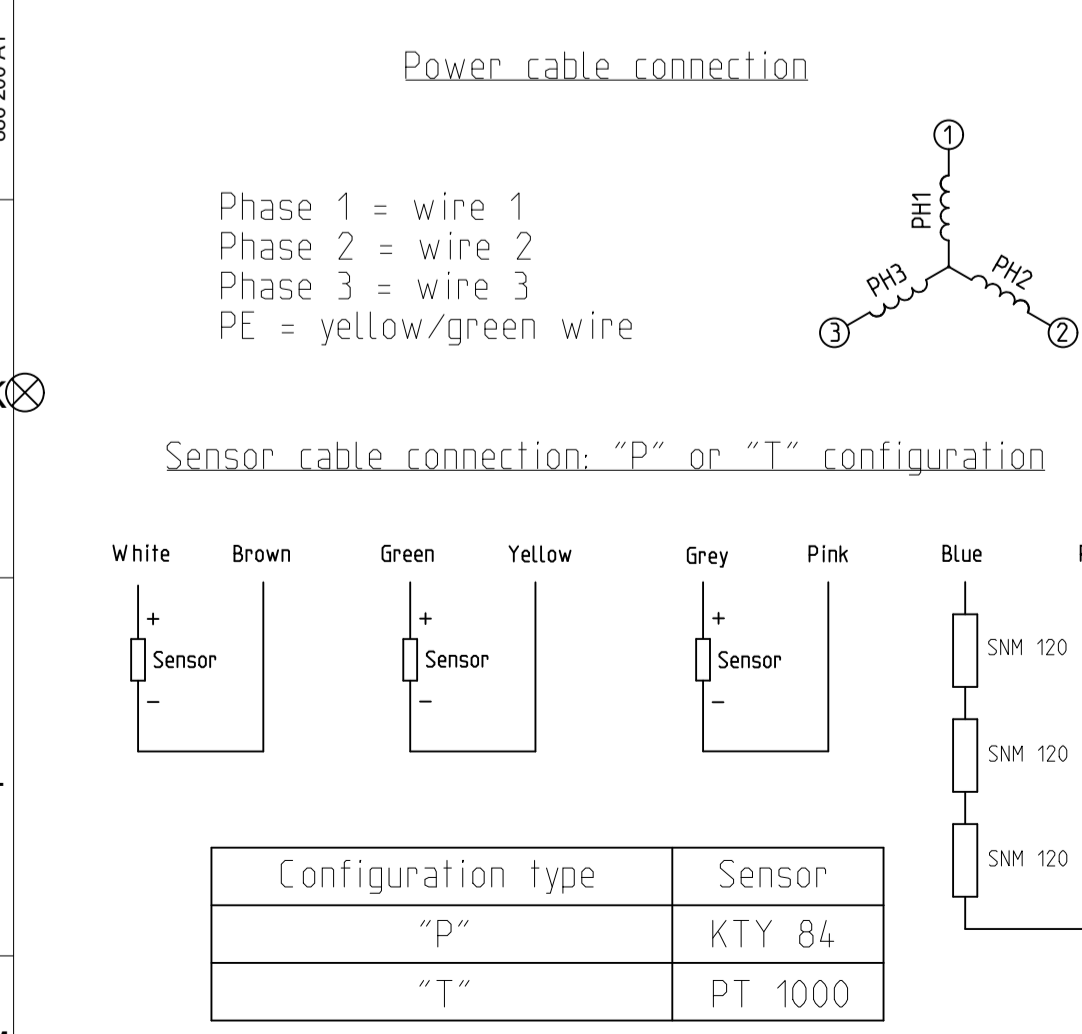 Power cable connection
1
PH1
Phase 1 = wire 1
Phase 2 = wire 2
Phase 3 = wire 3
PE = yellow/green wire
PH3
PH2
3
2
Sensor cable connection: "P" or "T" configuration
White Brown Green Yellow Grey Pink Blue
+ + +
Sensor Sensor Sensor
- - -
SNM 120
SNM 120
SNM 120
Configuration type Sensor
"P" KTY 84
"T" PT 1000